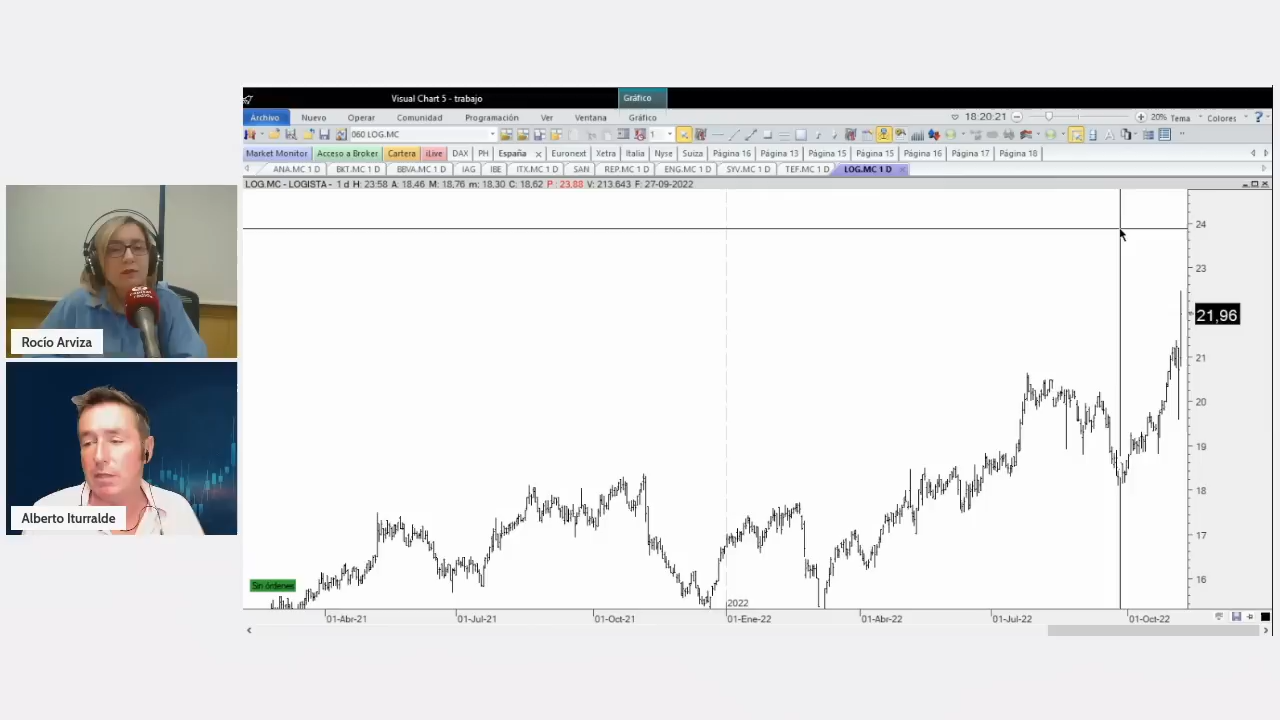 Visual Chart 5 - trabajo
Gráfico
Archivo Nuevo Operar Comunidad Programación Ver Ventana Gráfico
18:20:21 20% Tema Colores
060 LOG.MC 1
Market Monitor Acceso a Broker Cartera iLive DAX PH España x Euronext Xetra Italia Nyse Suiza Página 16 Página 13 Página 15 Página 15 Página 16 Página 17 Página 18
ANA.MC 1 D BKT.MC 1 D BBVA.MC 1 D IAG IBE ITX.MC 1 D SAN REP.MC 1 D ENG.MC 1 D SYV.MC 1 D TEF.MC 1 D LOG.MC 1 D x
LOG.MC - LOGISTA - 1 d H: 23:58 A: 18,46 M: 18,76 m: 18,30 C: 18,62 P: 23,88 V: 213.643 F: 27-09-2022
24
23
21,96
21
20
19
18
17
16
Sin órdenes
2022
01-Abr-21 01-Jul-21 01-Oct-21 01-Ene-22 01-Abr-22 01-Jul-22 01-Oct-22
Rocío Arviza
Alberto Iturralde